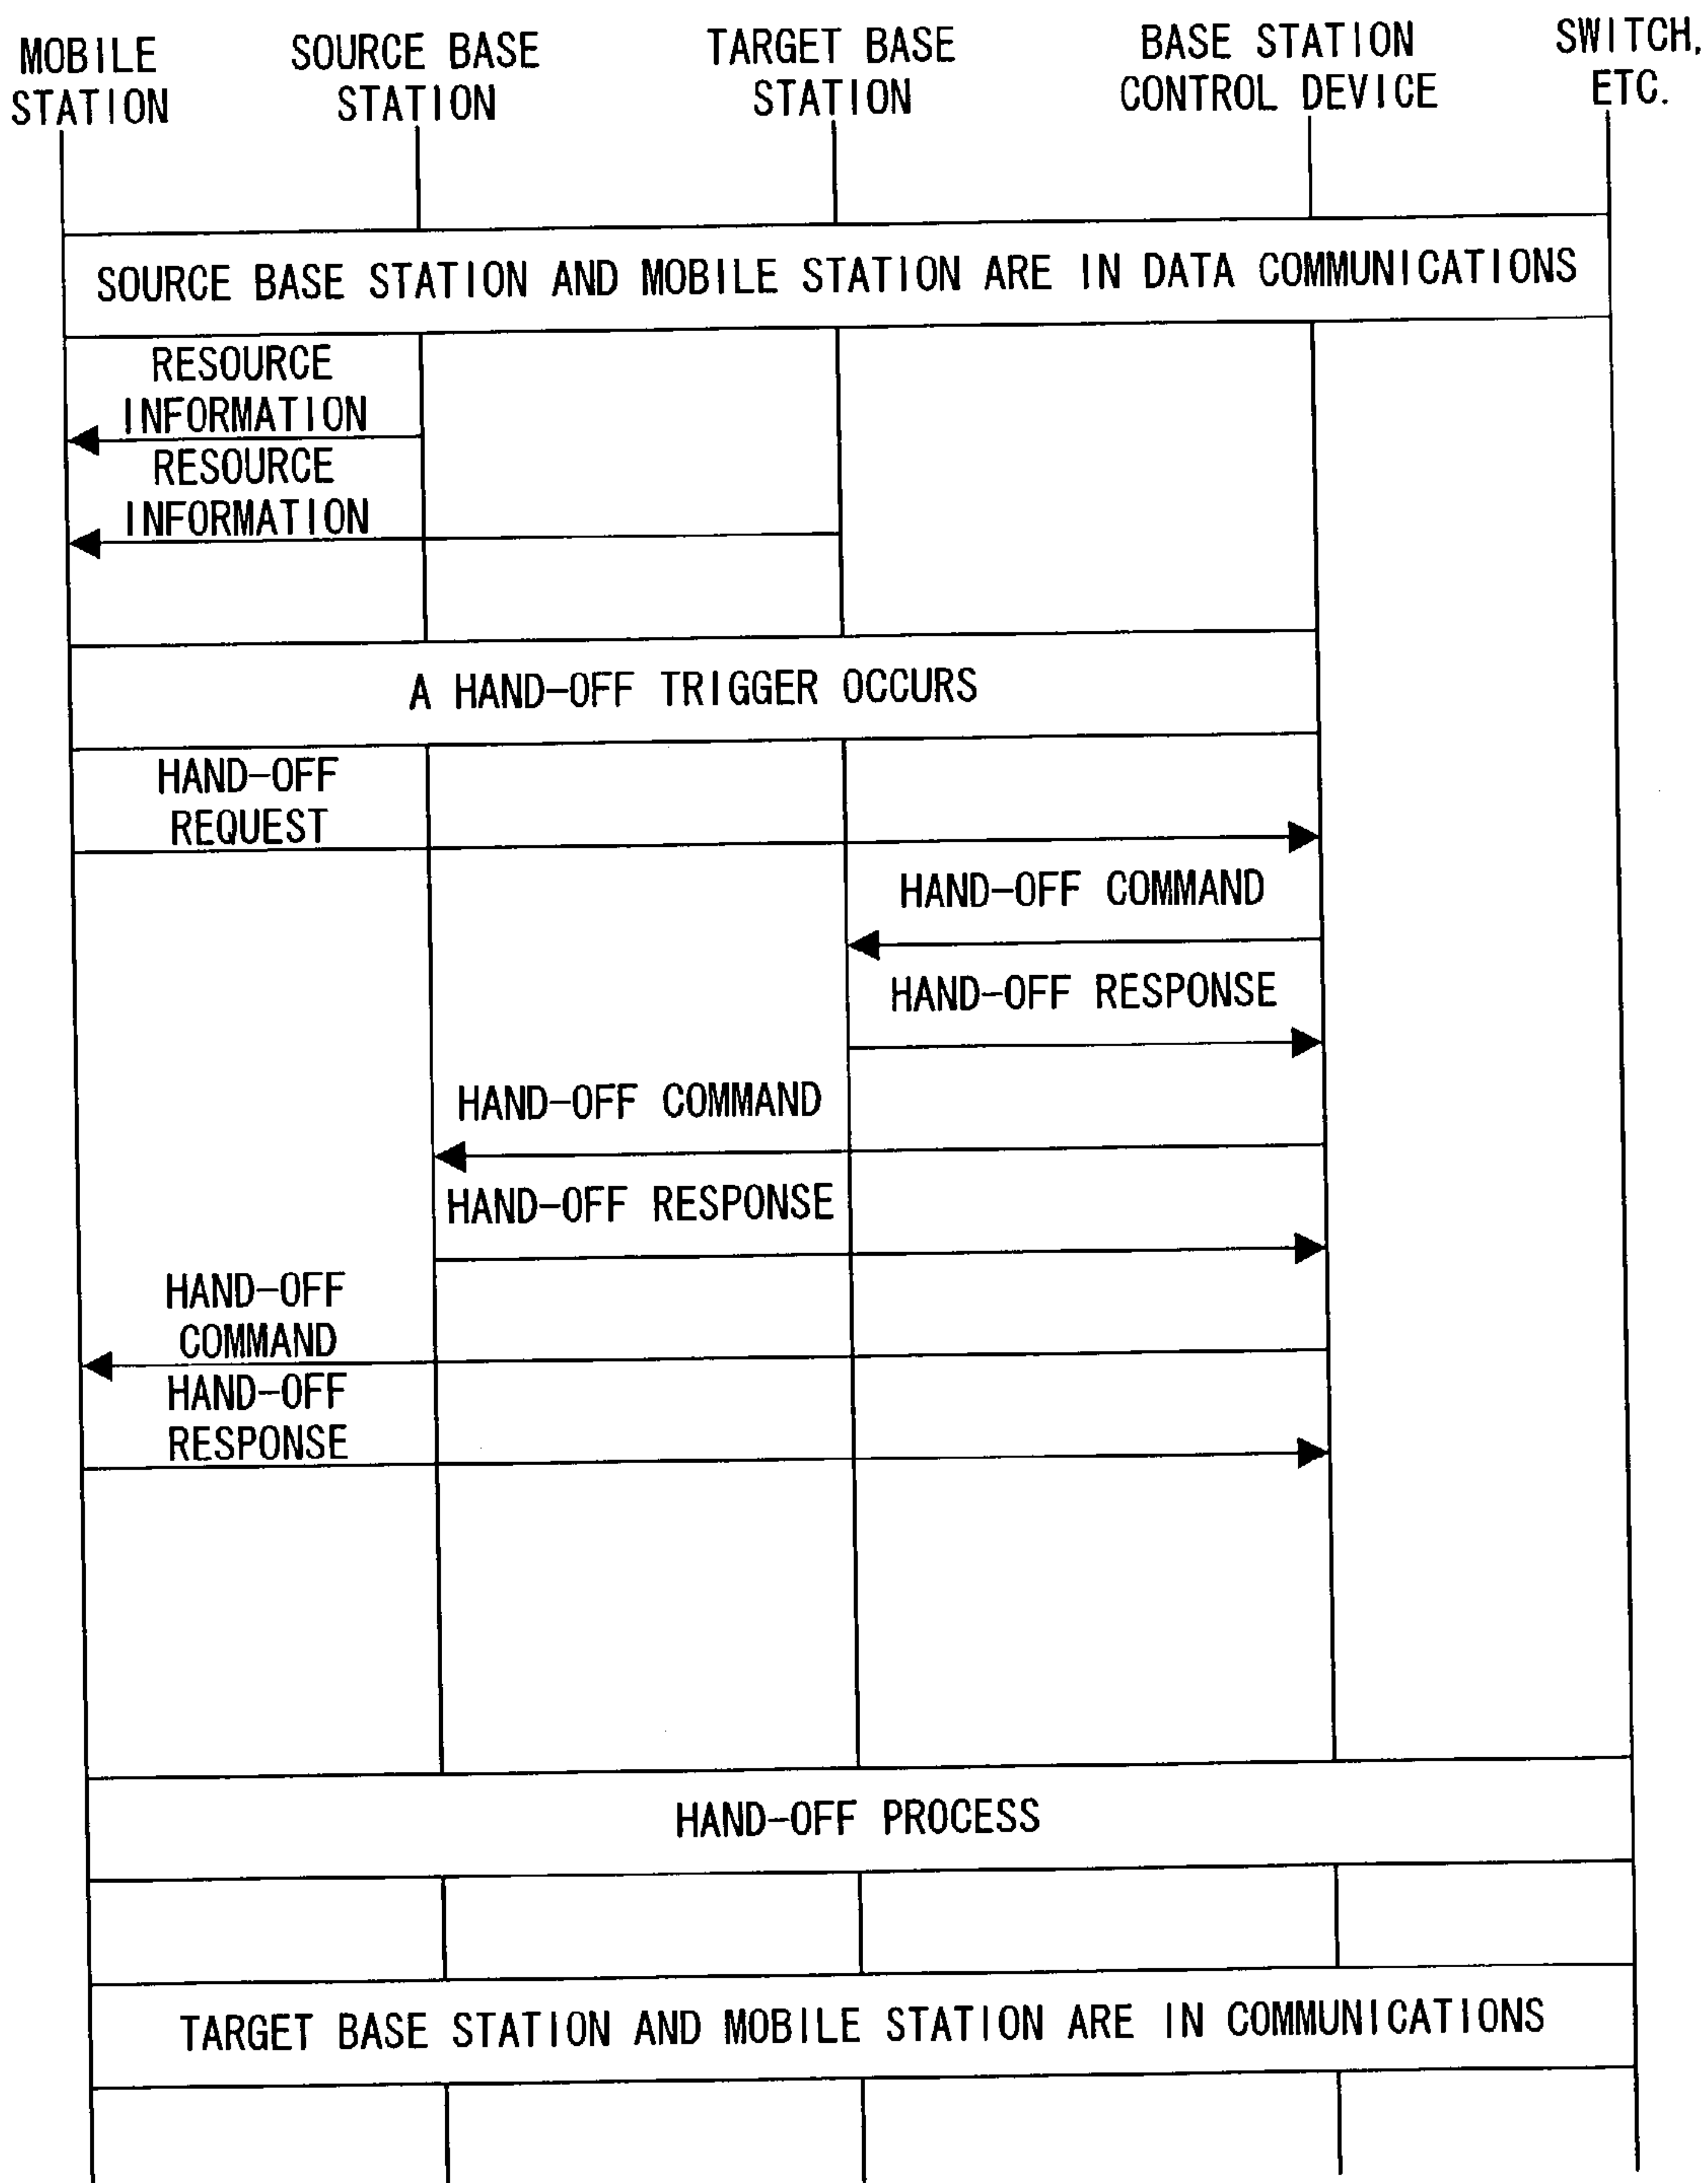 MOBILE
STATION
SOURCE BASE
STATION
TARGET BASE
STATION
BASE STATION
CONTROL DEVICE
SWITCH,
ETC.
SOURCE BASE STATION AND MOBILE STATION ARE IN DATA COMMUNICATIONS
RESOURCE
INFORMATION
RESOURCE
INFORMATION
A HAND-OFF TRIGGER OCCURS
HAND-OFF
REQUEST
HAND-OFF COMMAND
HAND-OFF RESPONSE
HAND-OFF COMMAND
HAND-OFF RESPONSE
HAND-OFF
COMMAND
HAND-OFF
RESPONSE
HAND-OFF PROCESS
TARGET BASE STATION AND MOBILE STATION ARE IN COMMUNICATIONS